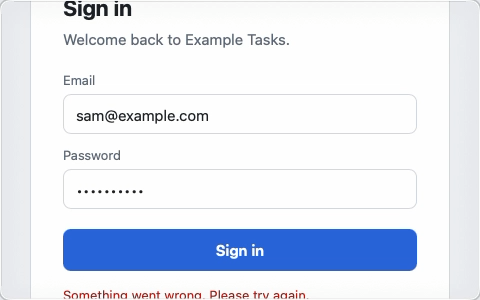 Sign in
Welcome back to Example Tasks.
Email
sam@example.com
Password
••••••••••
Sign in
Something went wrong. Please try again.